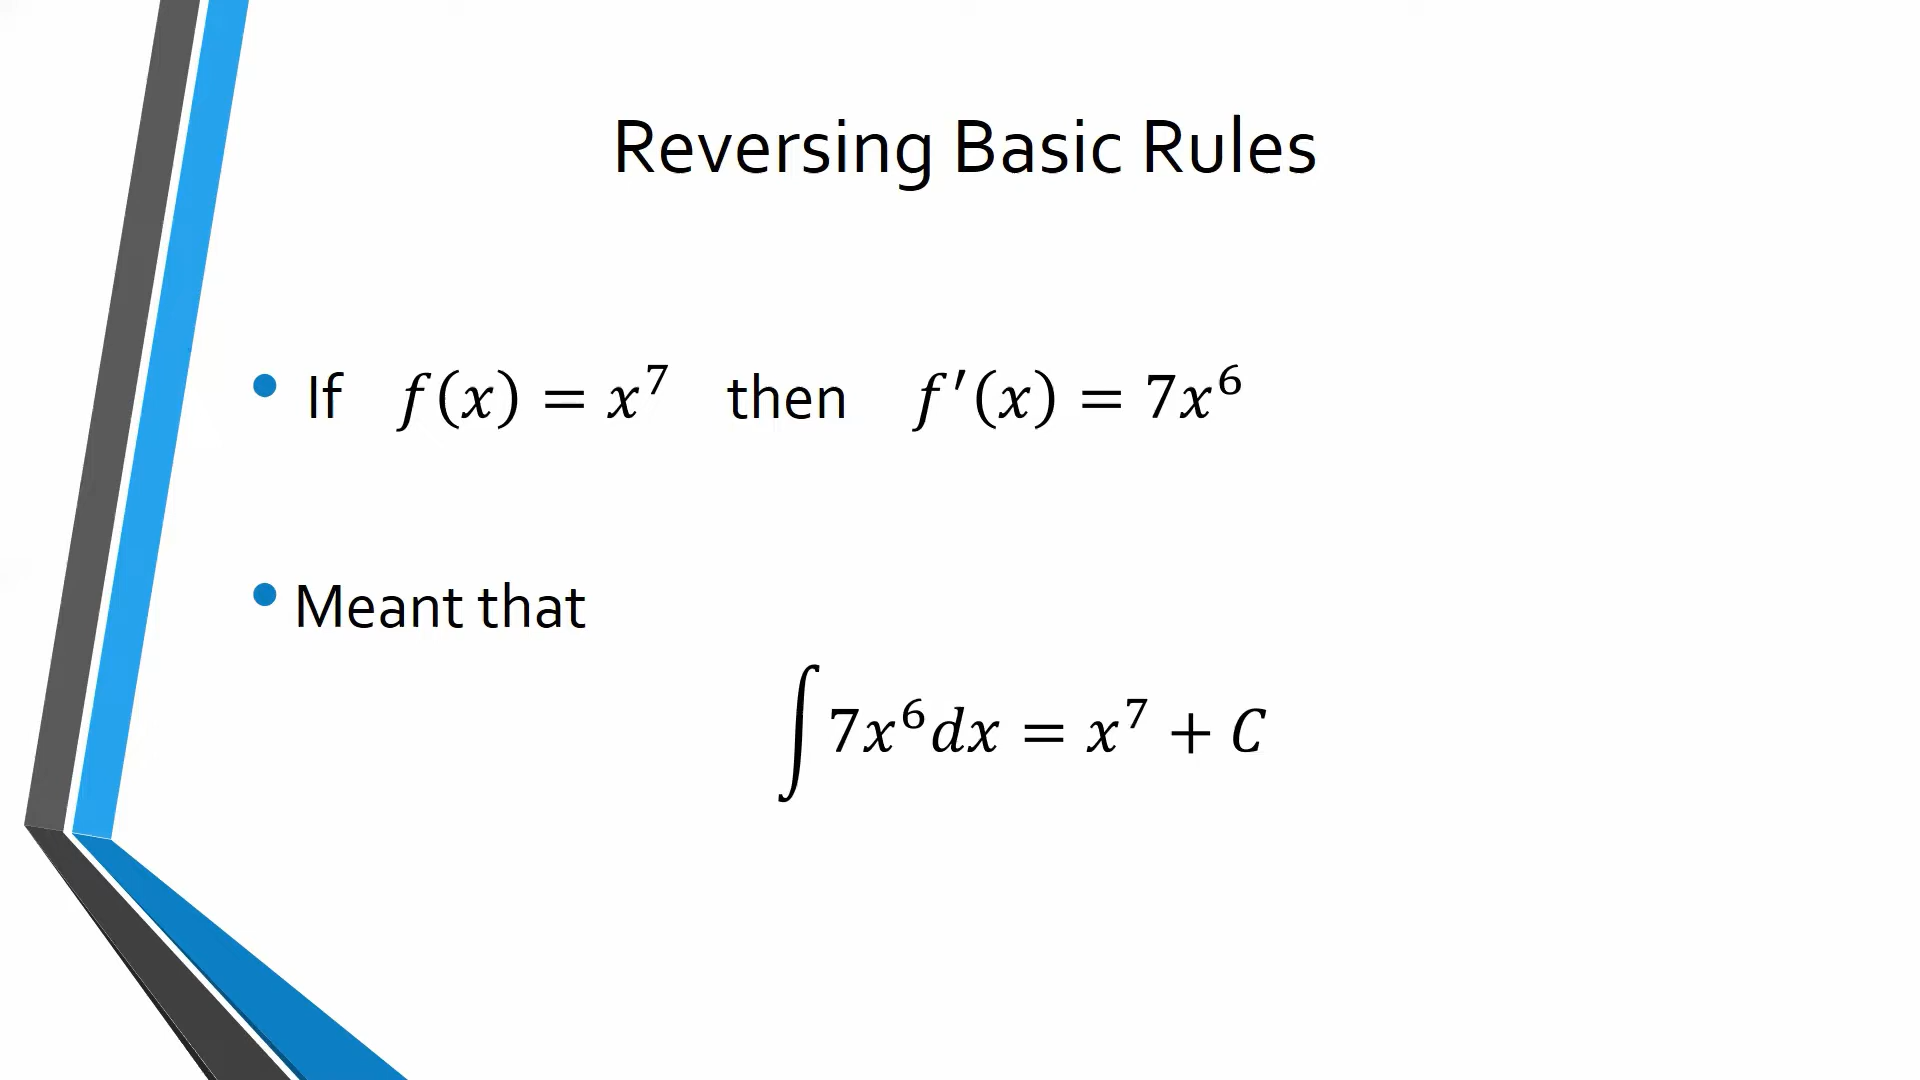 Reversing Basic Rules
• If f(x) = x⁷ then f′(x) = 7x⁶
• Meant that
∫ 7x⁶dx = x⁷ + C